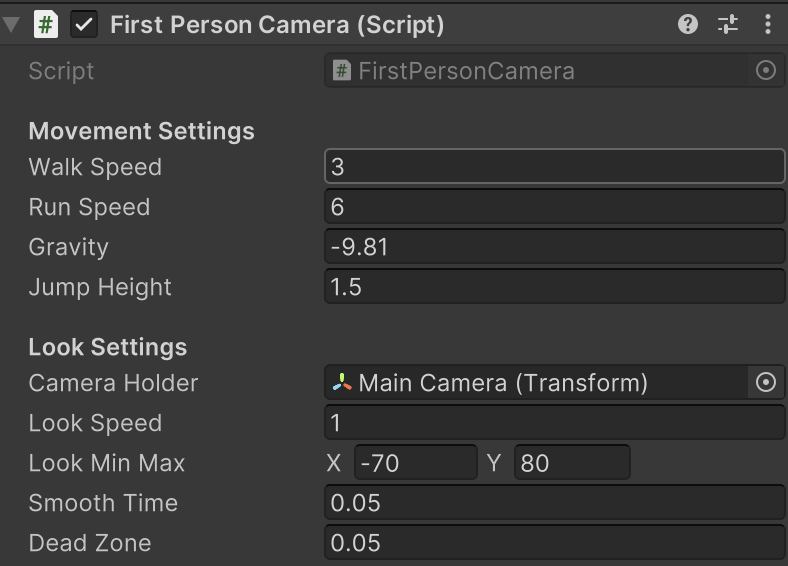 # First Person Camera (Script)
Script # FirstPersonCamera
Movement Settings
Walk Speed 3
Run Speed 6
Gravity -9.81
Jump Height 1.5
Look Settings
Camera Holder Main Camera (Transform)
Look Speed 1
Look Min Max X -70 Y 80
Smooth Time 0.05
Dead Zone 0.05